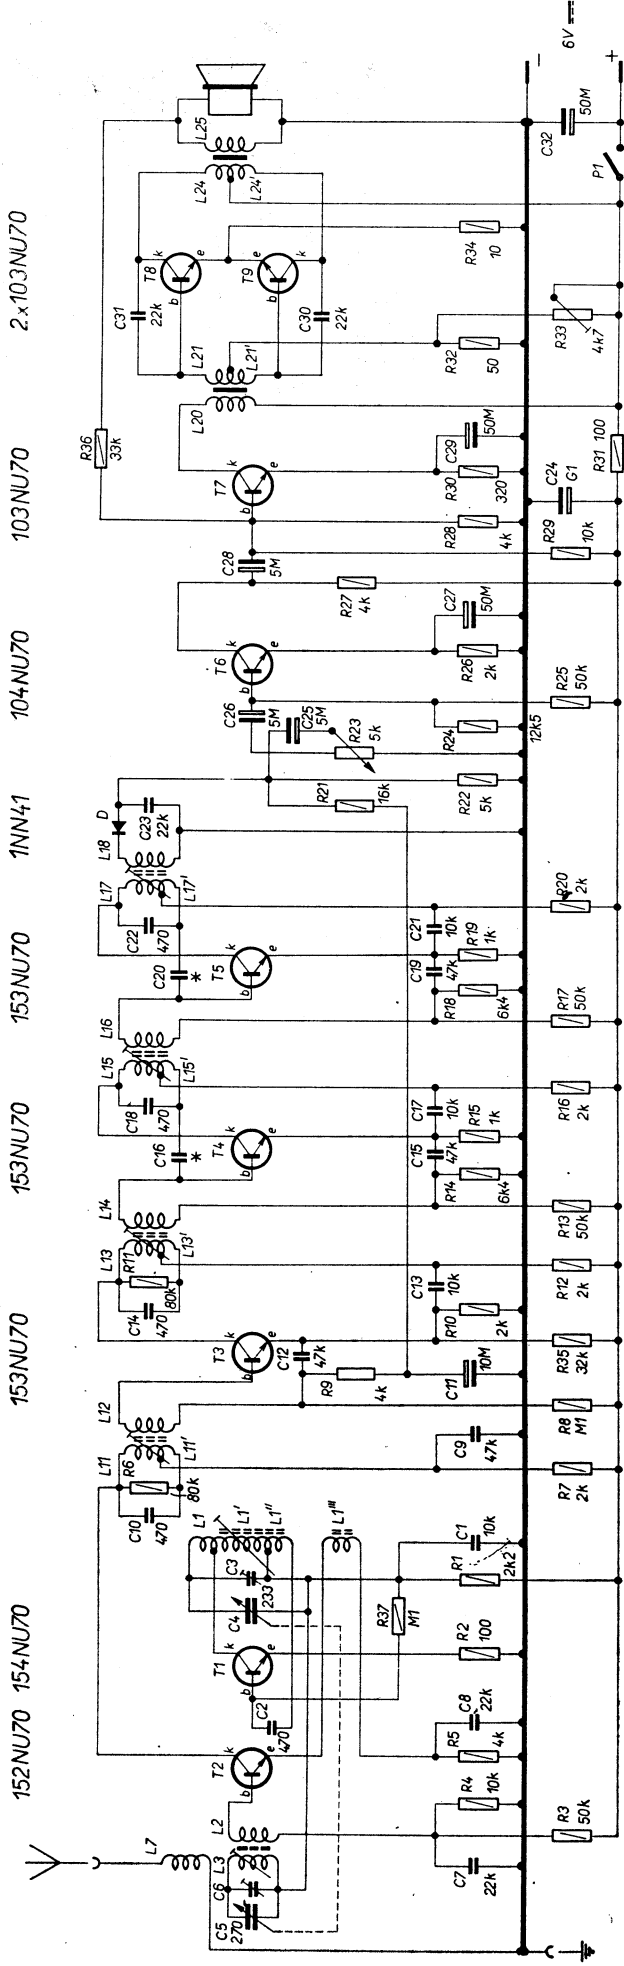 152NU70 154NU70 153NU70 153NU70 153NU70 1NN41 104NU70 103NU70 2x103NU70
L7
L3
L2
C6
C5
270
T2
b
k
e
C7
22k
R4
10k
R3
50k
R5
4k
C8
22k
C2
470
T1
b
k
e
R2
100
R37
M1
C4
C3
233
L1
L1'
L1''
L1'''
R1
2k2
C1
10k
C10
470
R6
80k
L11
L11'
L12
R7
2k
C9
47k
R8
M1
T3
b
k
e
C12
47k
R9
4k
C11
10M
R35
32k
C14
470
R11
80k
L13
L13'
L14
C13
10k
R10
2k
R12
2k
R13
50k
T4
b
k
e
C16
*
C18
470
L15
L15'
L16
R14
6k4
C15
47k
R15
1k
C17
10k
R16
2k
R17
50k
T5
b
k
e
C20
*
C22
470
L17
L17'
L18
R18
6k4
C19
47k
R19
1k
C21
10k
R20
2k
D
C23
22k
R21
16k
R22
5k
R23
5k
C25
5M
C26
5M
R24
12k5
R25
50k
T6
b
k
e
R26
2k
C27
50M
R27
4k
C28
5M
R28
4k
R29
10k
T7
b
k
e
R30
320
C29
50M
C24
G1
R31 100
R36
33k
L20
L21
L21'
R32
50
R33
4k7
C31
22k
C30
22k
T8
b
k
e
T9
b
k
e
R34
10
L24
L24'
L25
C32
50M
P1
−
+
6V